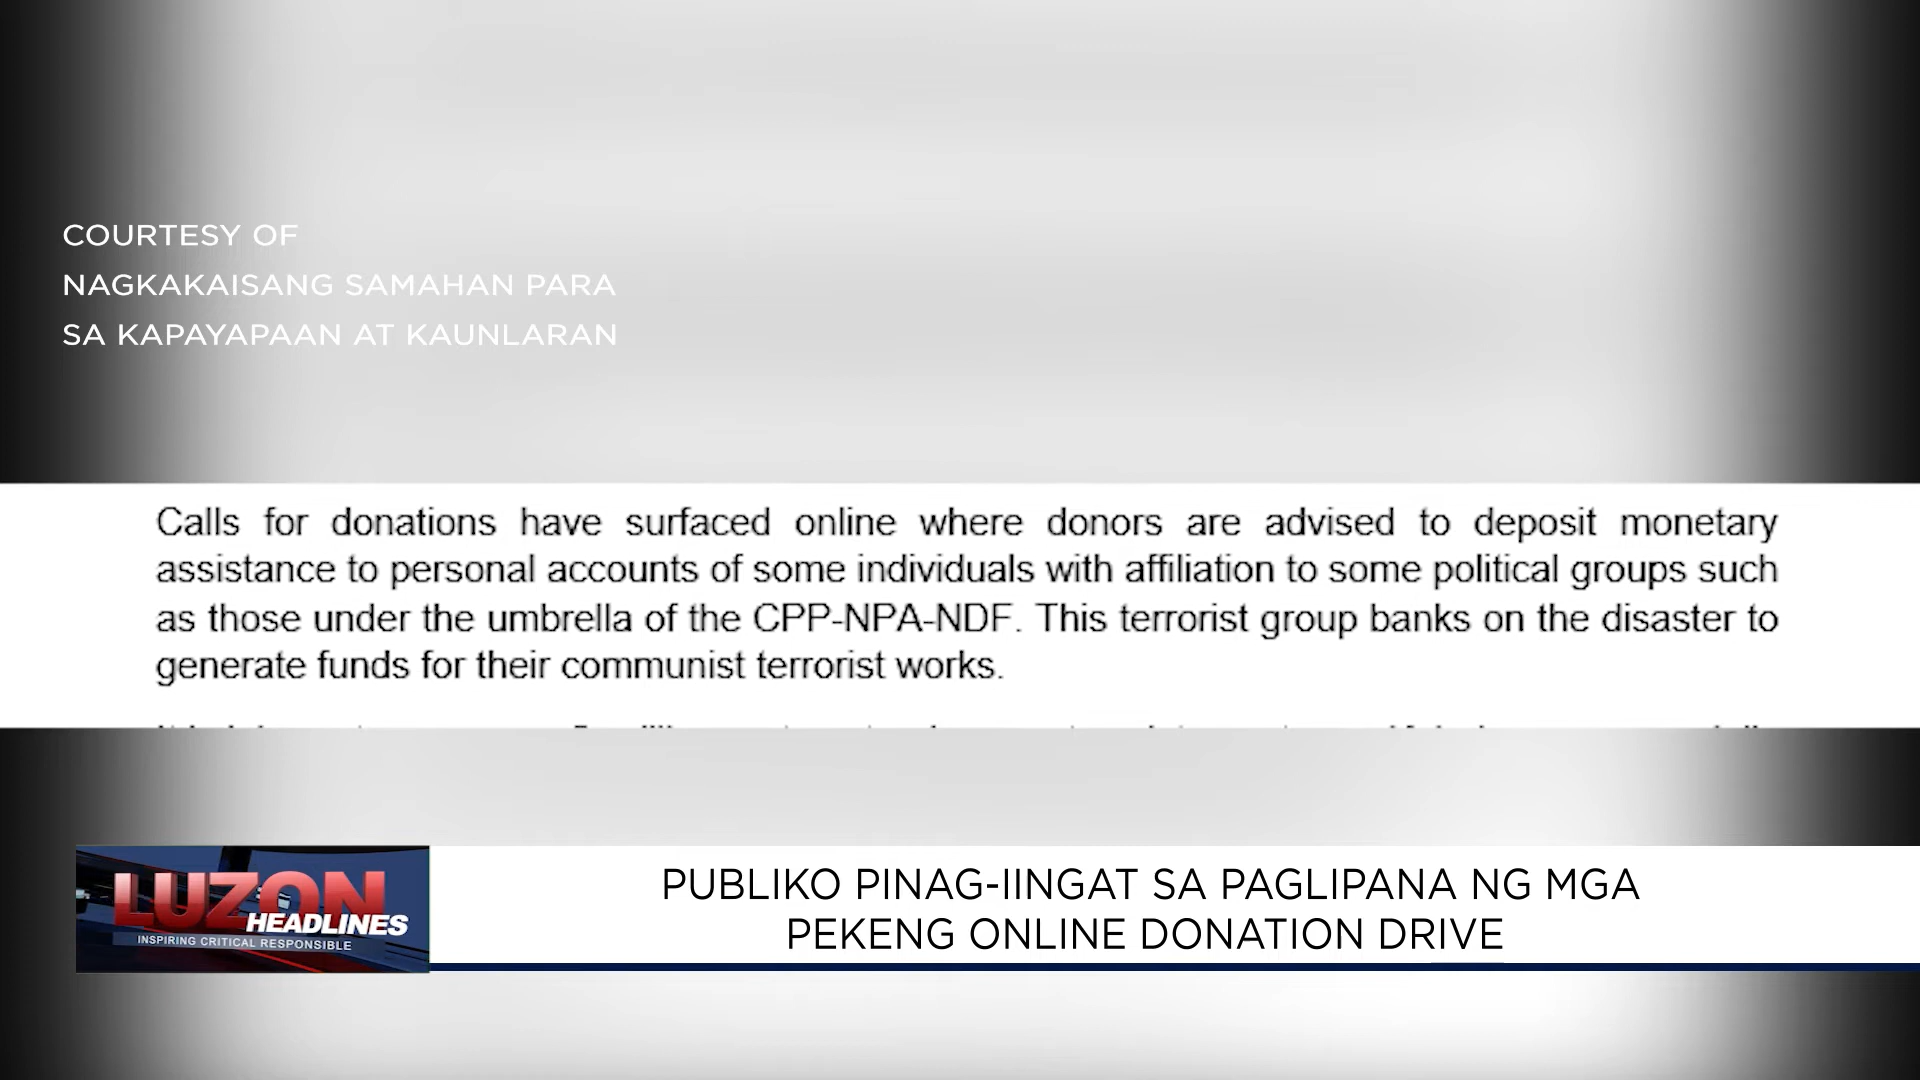 COURTESY OF
NAGKAKAISANG SAMAHAN PARA
SA KAPAYAPAAN AT KAUNLARAN
Calls for donations have surfaced online where donors are advised to deposit monetary
assistance to personal accounts of some individuals with affiliation to some political groups such
as those under the umbrella of the CPP-NPA-NDF. This terrorist group banks on the disaster to
generate funds for their communist terrorist works.
LUZON
HEADLINES
INSPIRING CRITICAL RESPONSIBLE
PUBLIKO PINAG-IINGAT SA PAGLIPANA NG MGA
PEKENG ONLINE DONATION DRIVE